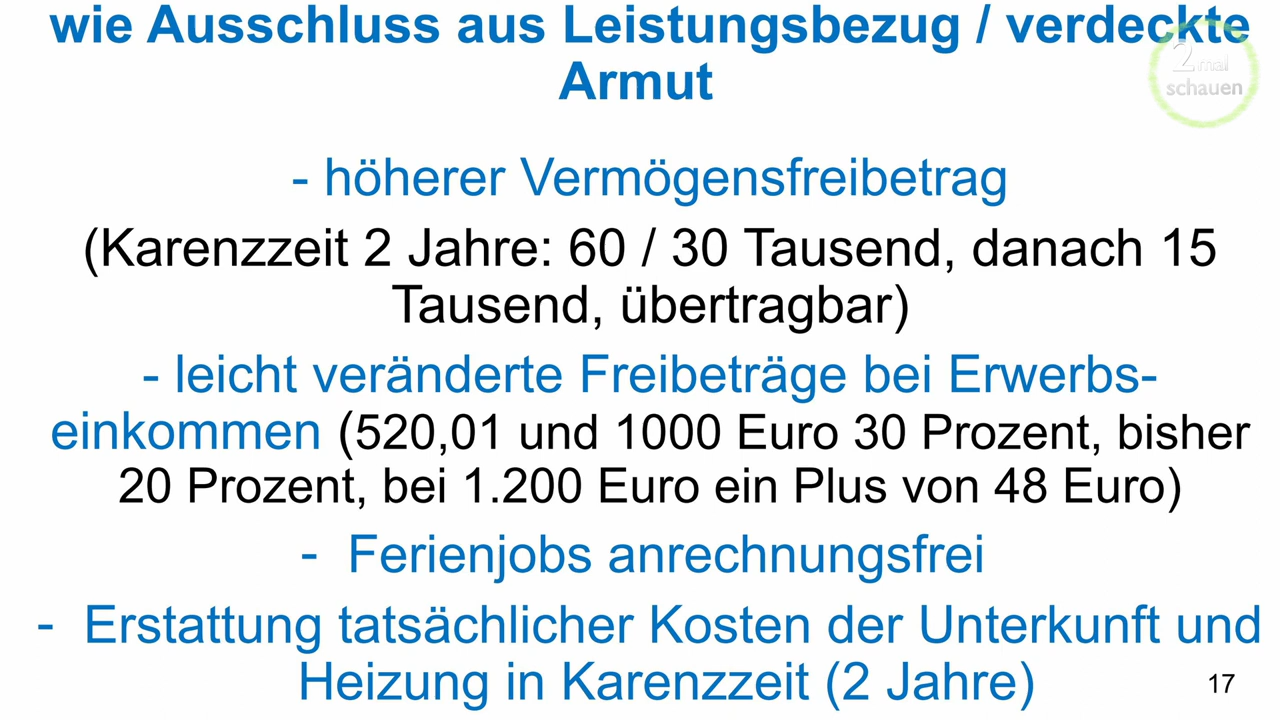 wie Ausschluss aus Leistungsbezug / verdeckte
Armut
2 mal
schauen
- höherer Vermögensfreibetrag
(Karenzzeit 2 Jahre: 60 / 30 Tausend, danach 15
Tausend, übertragbar)
- leicht veränderte Freibeträge bei Erwerbs-
einkommen (520,01 und 1000 Euro 30 Prozent, bisher
20 Prozent, bei 1.200 Euro ein Plus von 48 Euro)
- Ferienjobs anrechnungsfrei
- Erstattung tatsächlicher Kosten der Unterkunft und
Heizung in Karenzzeit (2 Jahre)
17